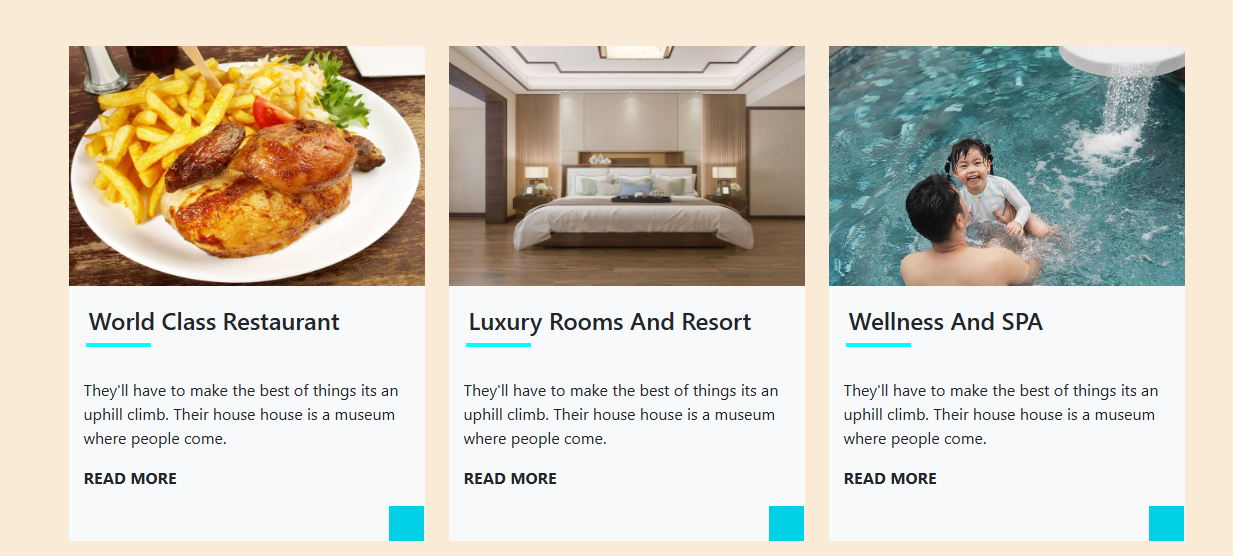 World Class Restaurant
They'll have to make the best of things its an
uphill climb. Their house house is a museum
where people come.
READ MORE
Luxury Rooms And Resort
They'll have to make the best of things its an
uphill climb. Their house house is a museum
where people come.
READ MORE
Wellness And SPA
They'll have to make the best of things its an
uphill climb. Their house house is a museum
where people come.
READ MORE